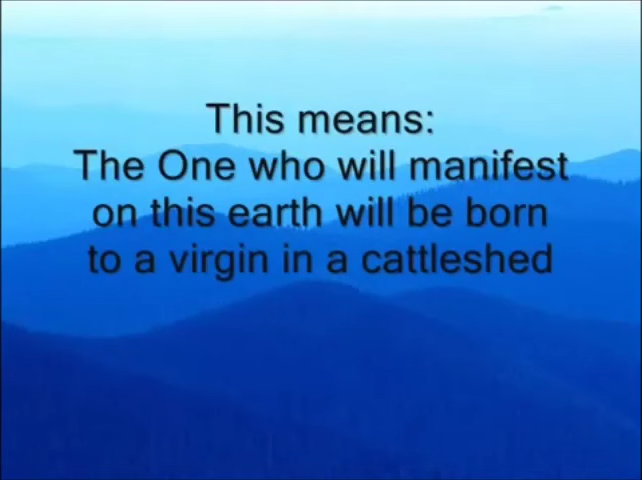 This means:
The One who will manifest
on this earth will be born
to a virgin in a cattleshed